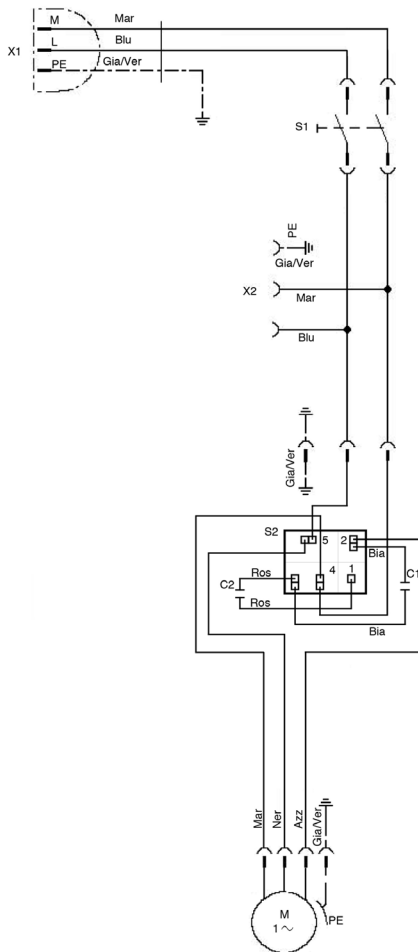 M
Mar
L
Blu
X1
PE
Gia/Ver
S1
PE
Gia/Ver
X2
Mar
Blu
Gia/Ver
S2
5
2
Bia
Ros
4
1
C2
C1
Ros
Bia
Mar
Ner
Azz
Gia/Ver
M
1 ~
PE